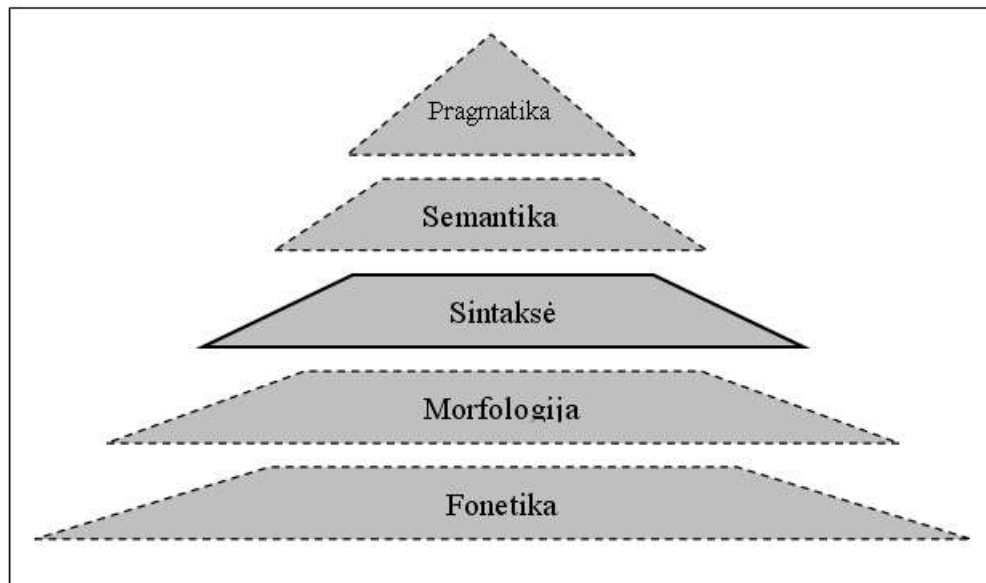 Pragmatika
Semantika
Sintaksė
Morfologija
Fonetika